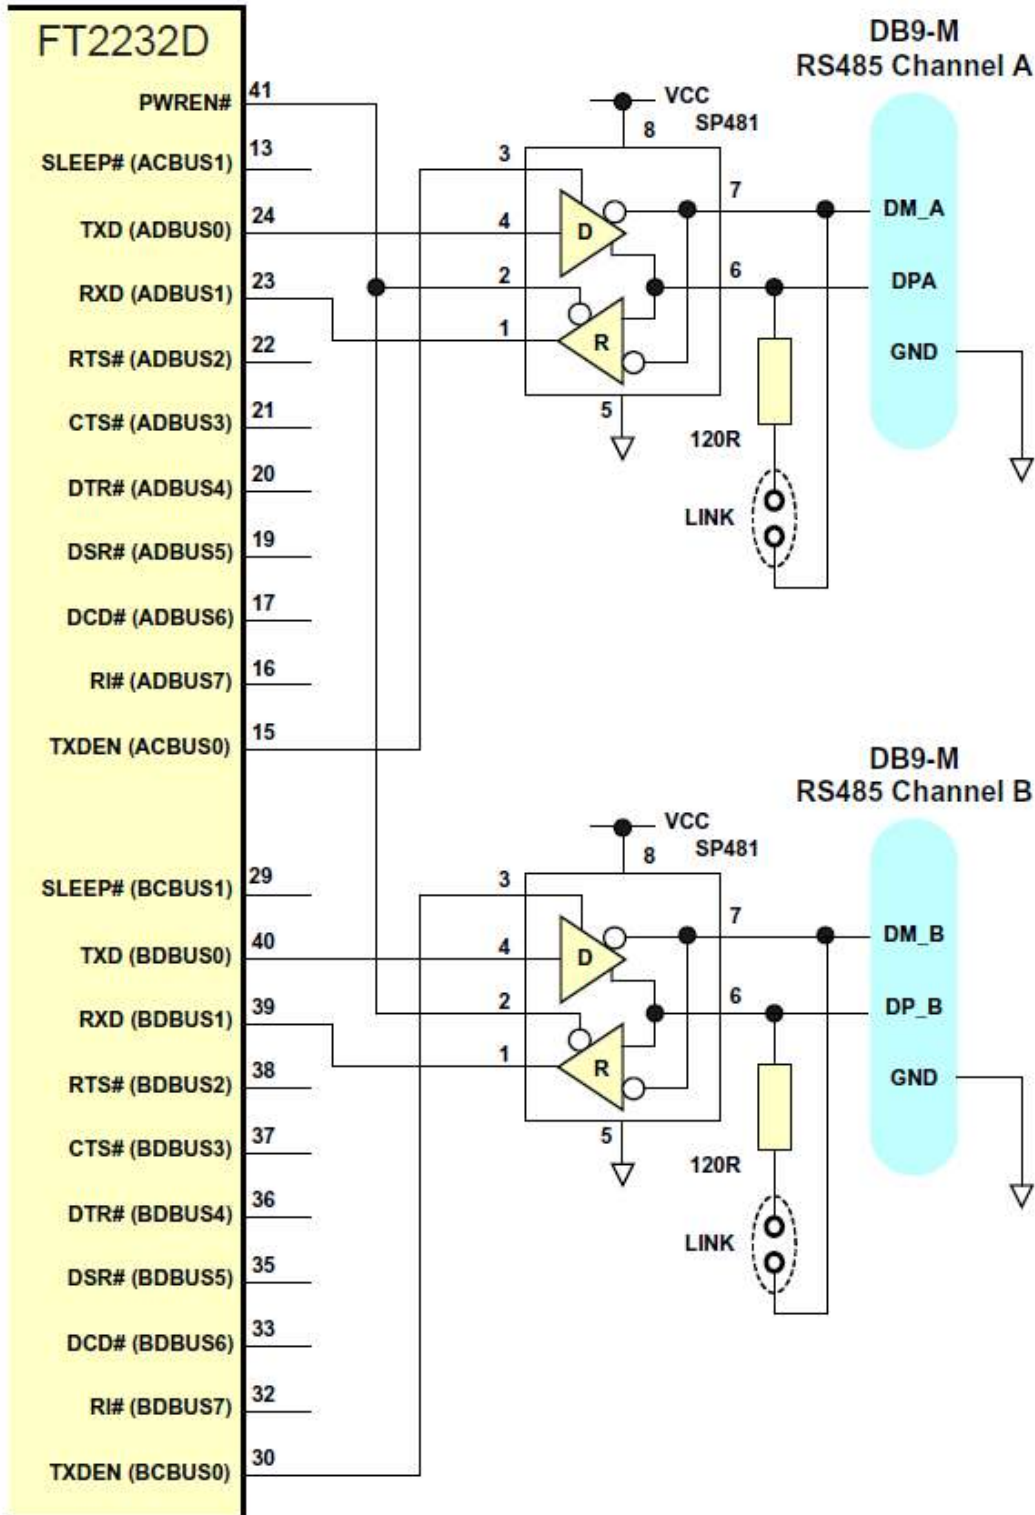 FT2232D
PWREN#
41
SLEEP# (ACBUS1)
13
TXD (ADBUS0)
24
RXD (ADBUS1)
23
RTS# (ADBUS2)
22
CTS# (ADBUS3)
21
DTR# (ADBUS4)
20
DSR# (ADBUS5)
19
DCD# (ADBUS6)
17
RI# (ADBUS7)
16
TXDEN (ACBUS0)
15
VCC
8
SP481
3
4
2
1
D
R
7
6
5
120R
LINK
DB9-M
RS485 Channel A
DM_A
DPA
GND
SLEEP# (BCBUS1)
29
TXD (BDBUS0)
40
RXD (BDBUS1)
39
RTS# (BDBUS2)
38
CTS# (BDBUS3)
37
DTR# (BDBUS4)
36
DSR# (BDBUS5)
35
DCD# (BDBUS6)
33
RI# (BDBUS7)
32
TXDEN (BCBUS0)
30
VCC
8
SP481
3
4
2
1
D
R
7
6
5
120R
LINK
DB9-M
RS485 Channel B
DM_B
DP_B
GND